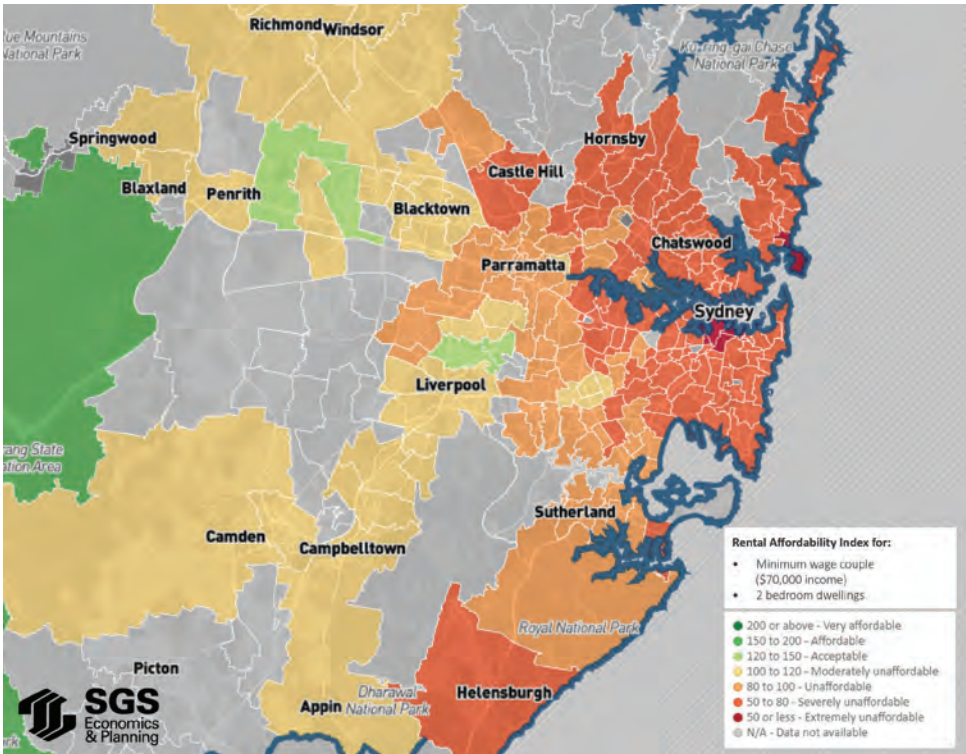 Richmond Windsor
Mountains
National Park
Ku-ring-gai Chase
National Park
Springwood
Hornsby
Castle Hill
Blaxland
Penrith
Blacktown
Chatswood
Parramatta
Sydney
Liverpool
State
Area
Sutherland
Camden
Campbelltown
Royal National Park
Picton
Dharawal
National Park
Helensburgh
Appin
SGS
Economics
& Planning
Rental Affordability Index for:
• Minimum wage couple
($70,000 income)
• 2 bedroom dwellings
200 or above - Very affordable
150 to 200 - Affordable
120 to 150 - Acceptable
100 to 120 - Moderately unaffordable
80 to 100 - Unaffordable
50 to 80 - Severely unaffordable
50 or less - Extremely unaffordable
N/A - Data not available